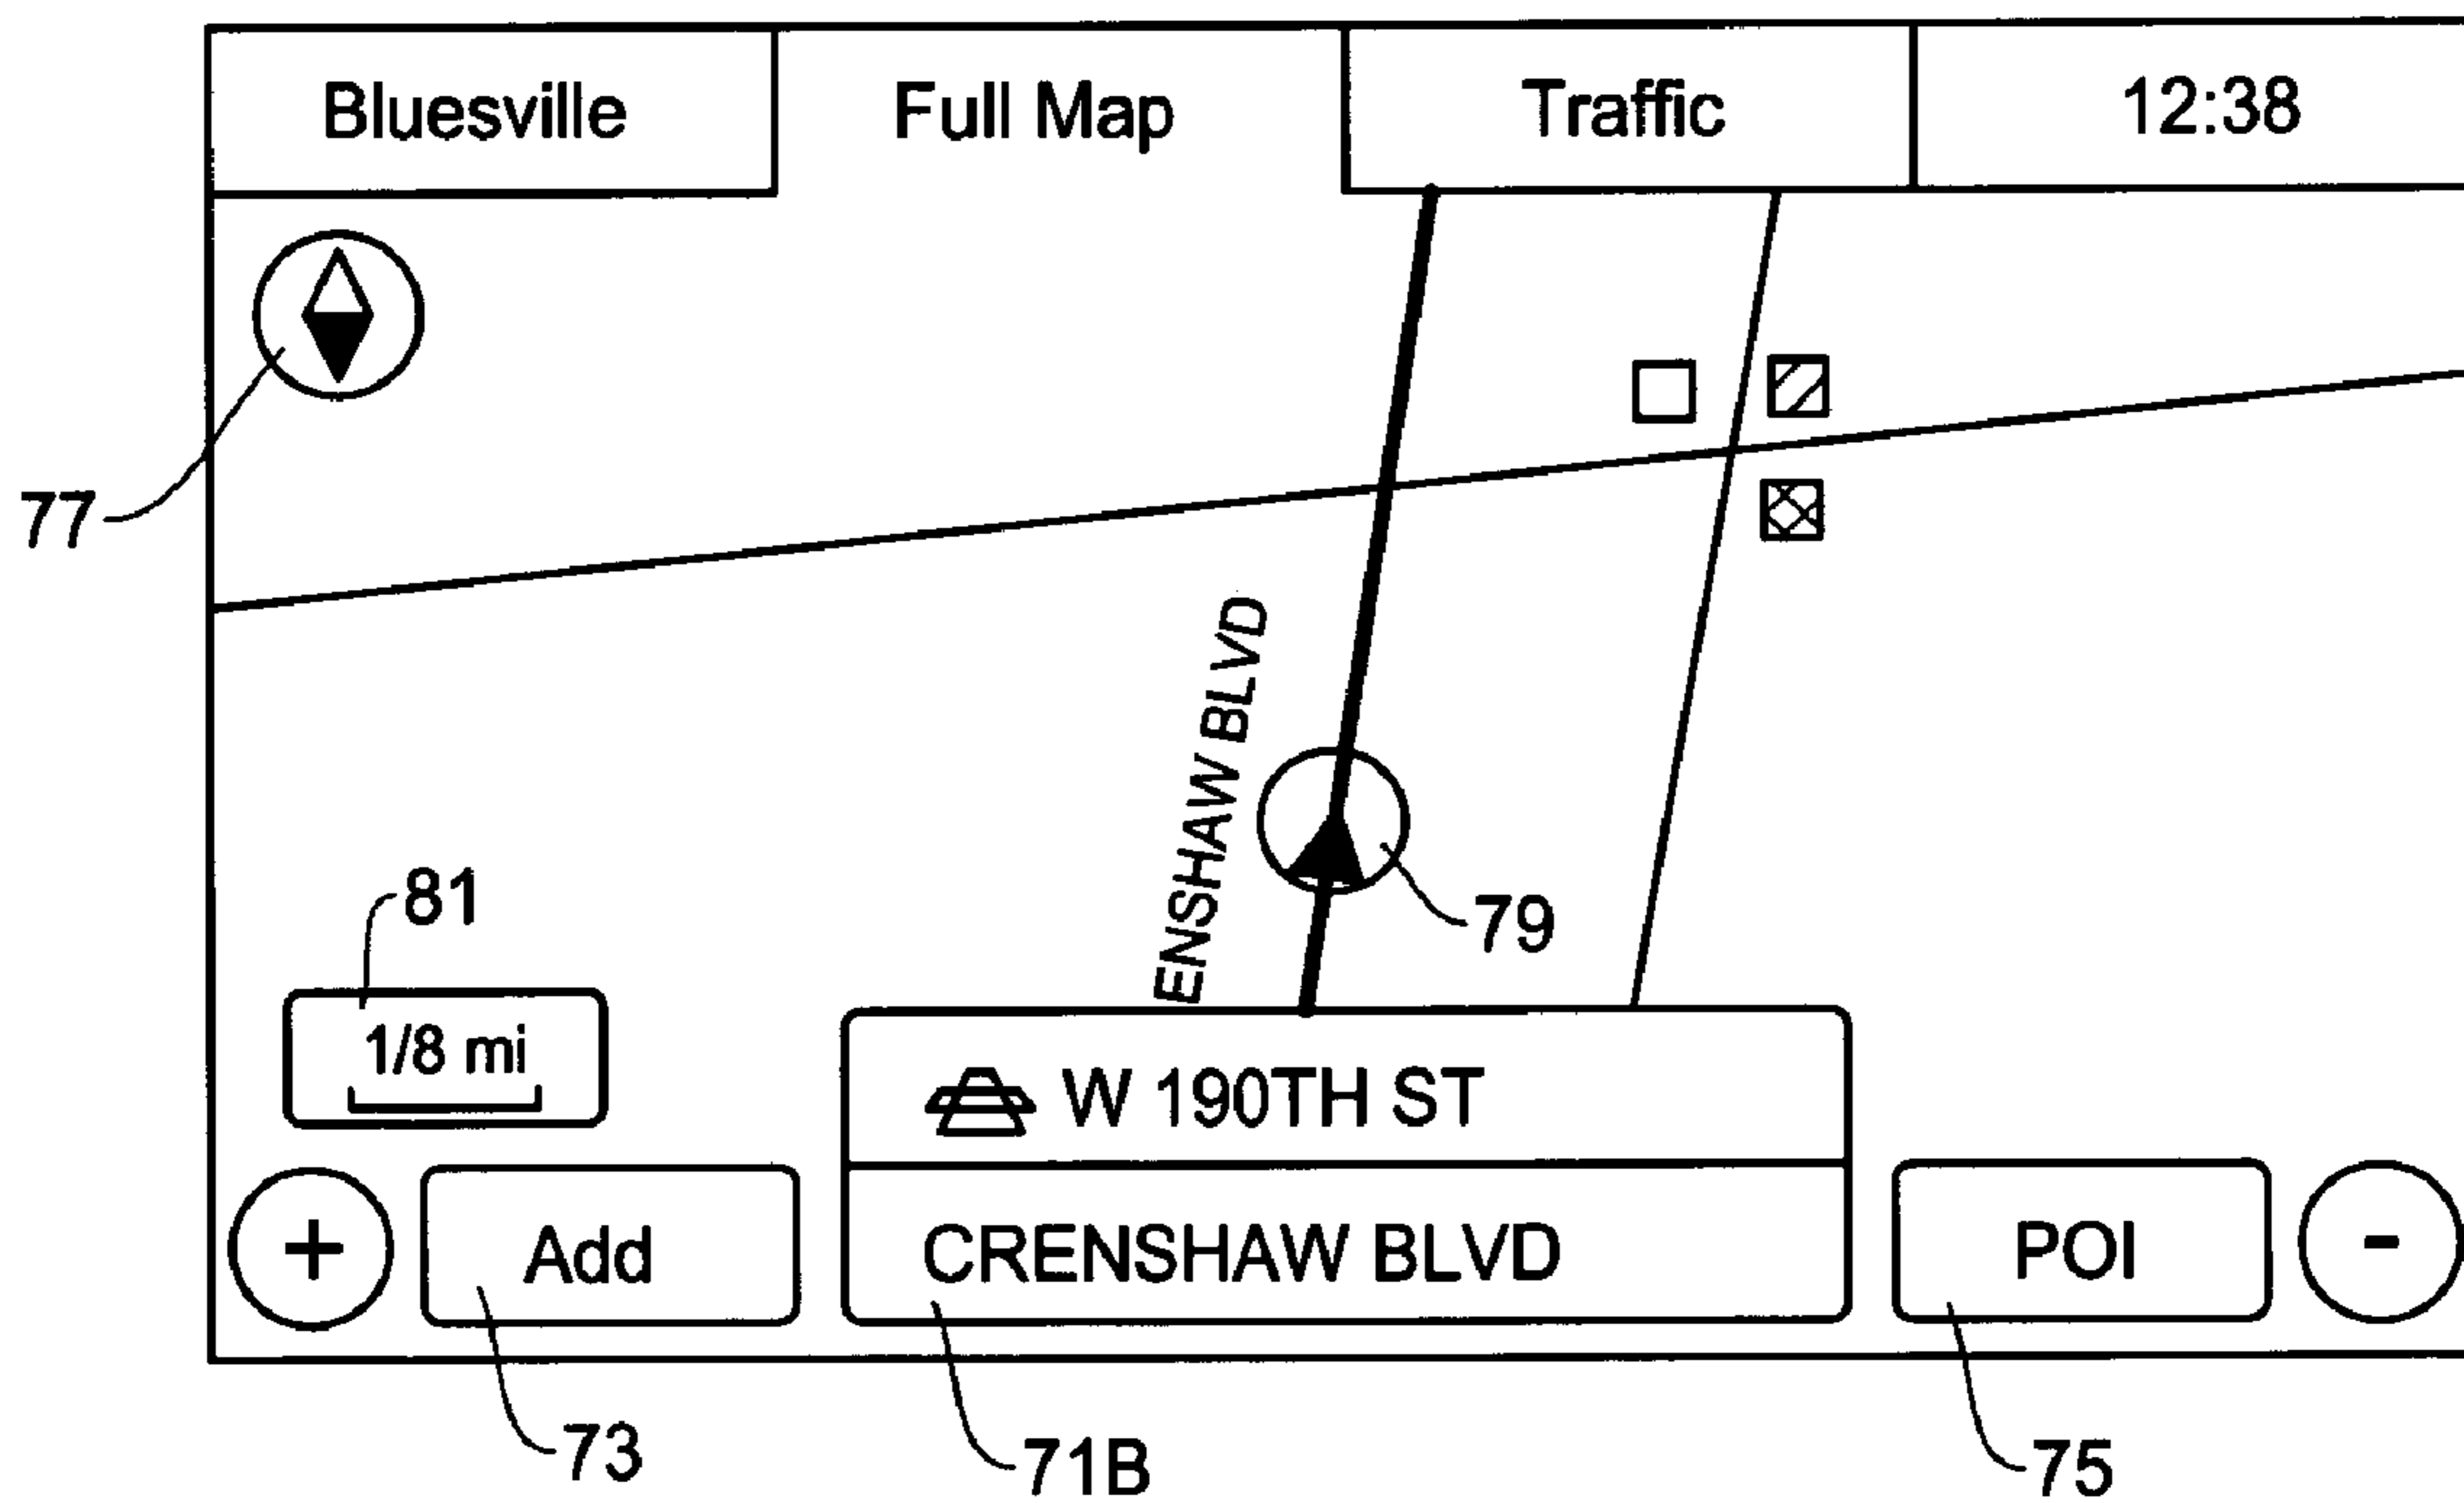 Bluesville
Full Map
Traffic
12:38
77
ENSHAW BLVD
79
81
1/8 mi
W 190TH ST
+
Add
CRENSHAW BLVD
POI
-
73
71B
75